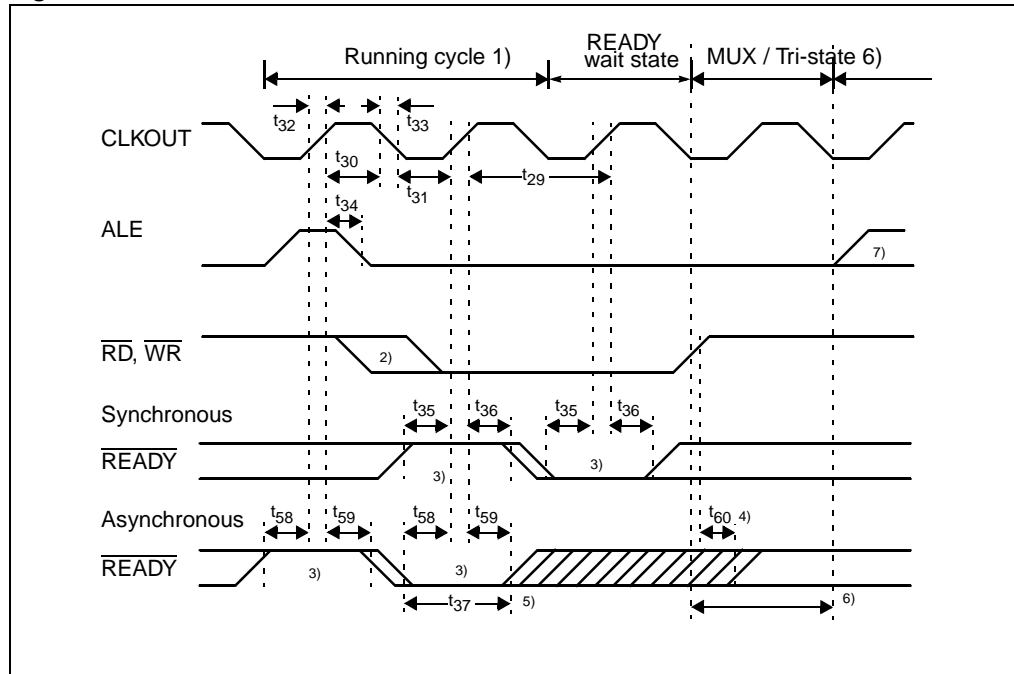 Running cycle 1)
READY
wait state
MUX / Tri-state 6)
CLKOUT
t32
t33
t30
t31
t29
ALE
t34
7)
RD, WR
2)
Synchronous
READY
t35
t36
t35
t36
3)
3)
Asynchronous
READY
t58
t59
t58
t59
t60
4)
3)
3)
t37
5)
6)